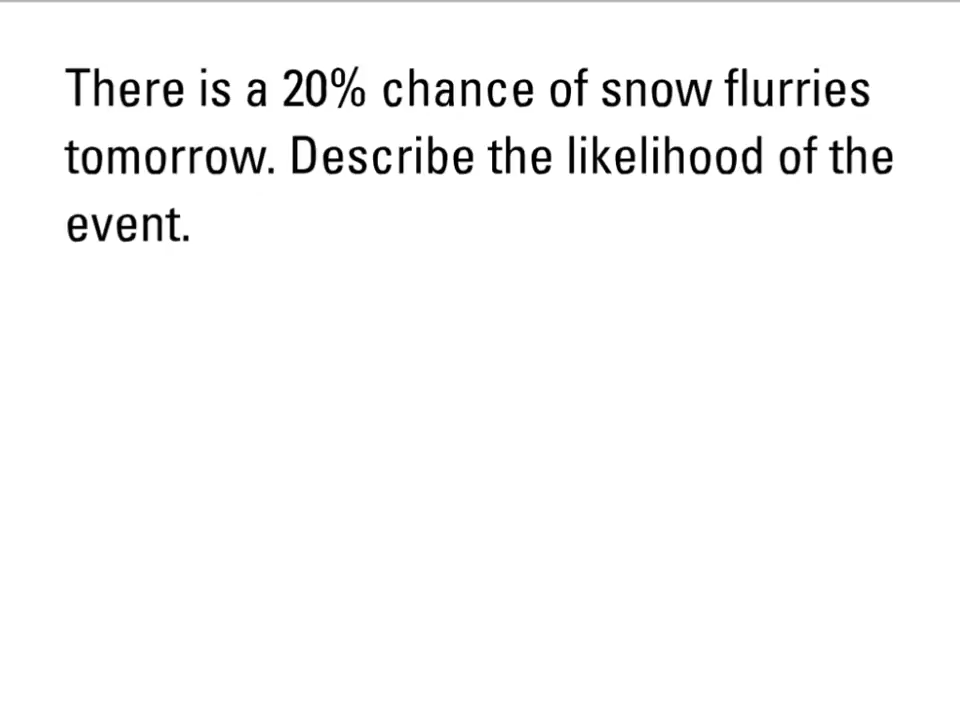 There is a 20% chance of snow flurries
tomorrow. Describe the likelihood of the
event.